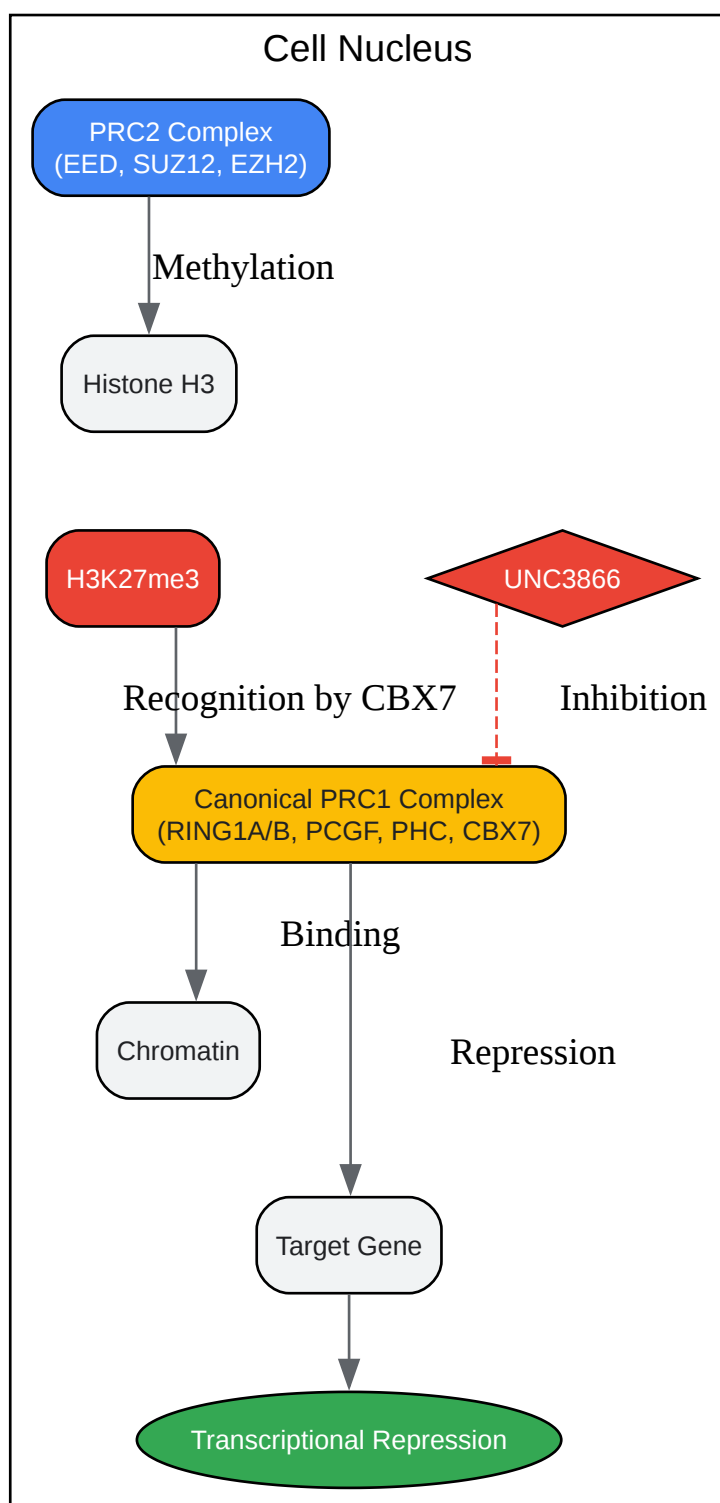 Cell Nucleus
PRC2 Complex
(EED, SUZ12, EZH2)
Methylation
Histone H3
H3K27me3
UNC3866
Recognition by CBX7
Inhibition
Canonical PRC1 Complex
(RING1A/B, PCGF, PHC, CBX7)
Binding
Chromatin
Repression
Target Gene
Transcriptional Repression